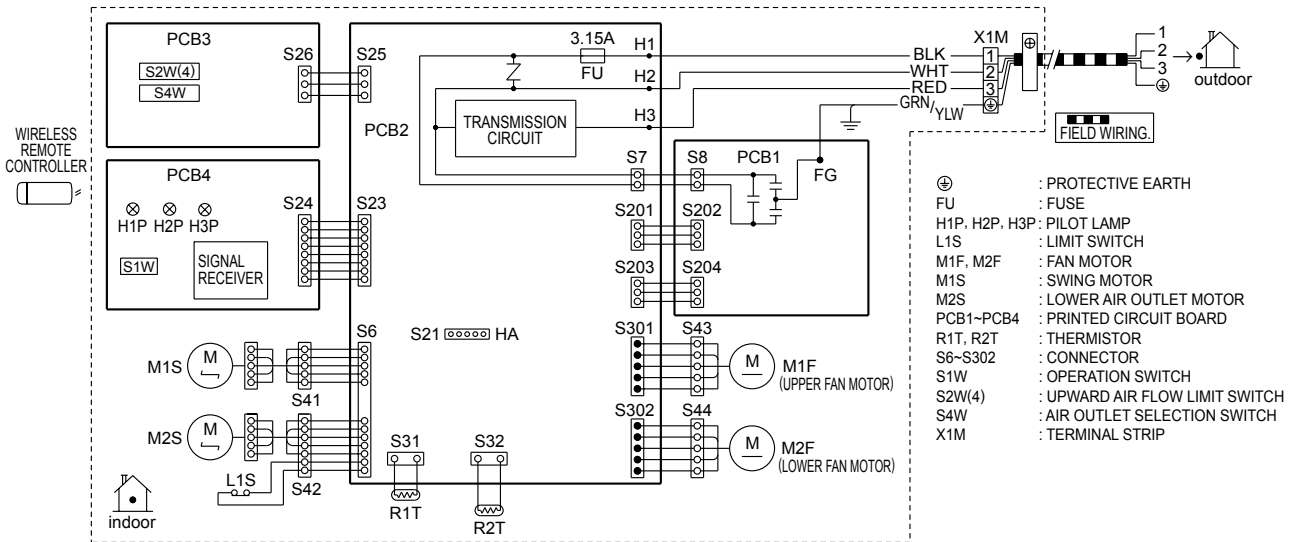 PCB3
S2W(4)
S4W
S26
S25
3.15A
FU
H1
H2
H3
PCB2
TRANSMISSION
CIRCUIT
BLK
WHT
RED
GRN/YLW
X1M
1
2
3
1
2
3
outdoor
FIELD WIRING.
WIRELESS
REMOTE
CONTROLLER
PCB4
H1P H2P H3P
S1W
SIGNAL
RECEIVER
S24
S23
S7
S8
PCB1
FG
S201
S202
S203
S204
S21
HA
S6
M1S
M
S41
M2S
M
S42
L1S
indoor
S31
R1T
S32
R2T
S301
S43
M
M1F
(UPPER FAN MOTOR)
S302
S44
M
M2F
(LOWER FAN MOTOR)
: PROTECTIVE EARTH
FU : FUSE
H1P, H2P, H3P : PILOT LAMP
L1S : LIMIT SWITCH
M1F, M2F : FAN MOTOR
M1S : SWING MOTOR
M2S : LOWER AIR OUTLET MOTOR
PCB1~PCB4 : PRINTED CIRCUIT BOARD
R1T, R2T : THERMISTOR
S6~S302 : CONNECTOR
S1W : OPERATION SWITCH
S2W(4) : UPWARD AIR FLOW LIMIT SWITCH
S4W : AIR OUTLET SELECTION SWITCH
X1M : TERMINAL STRIP